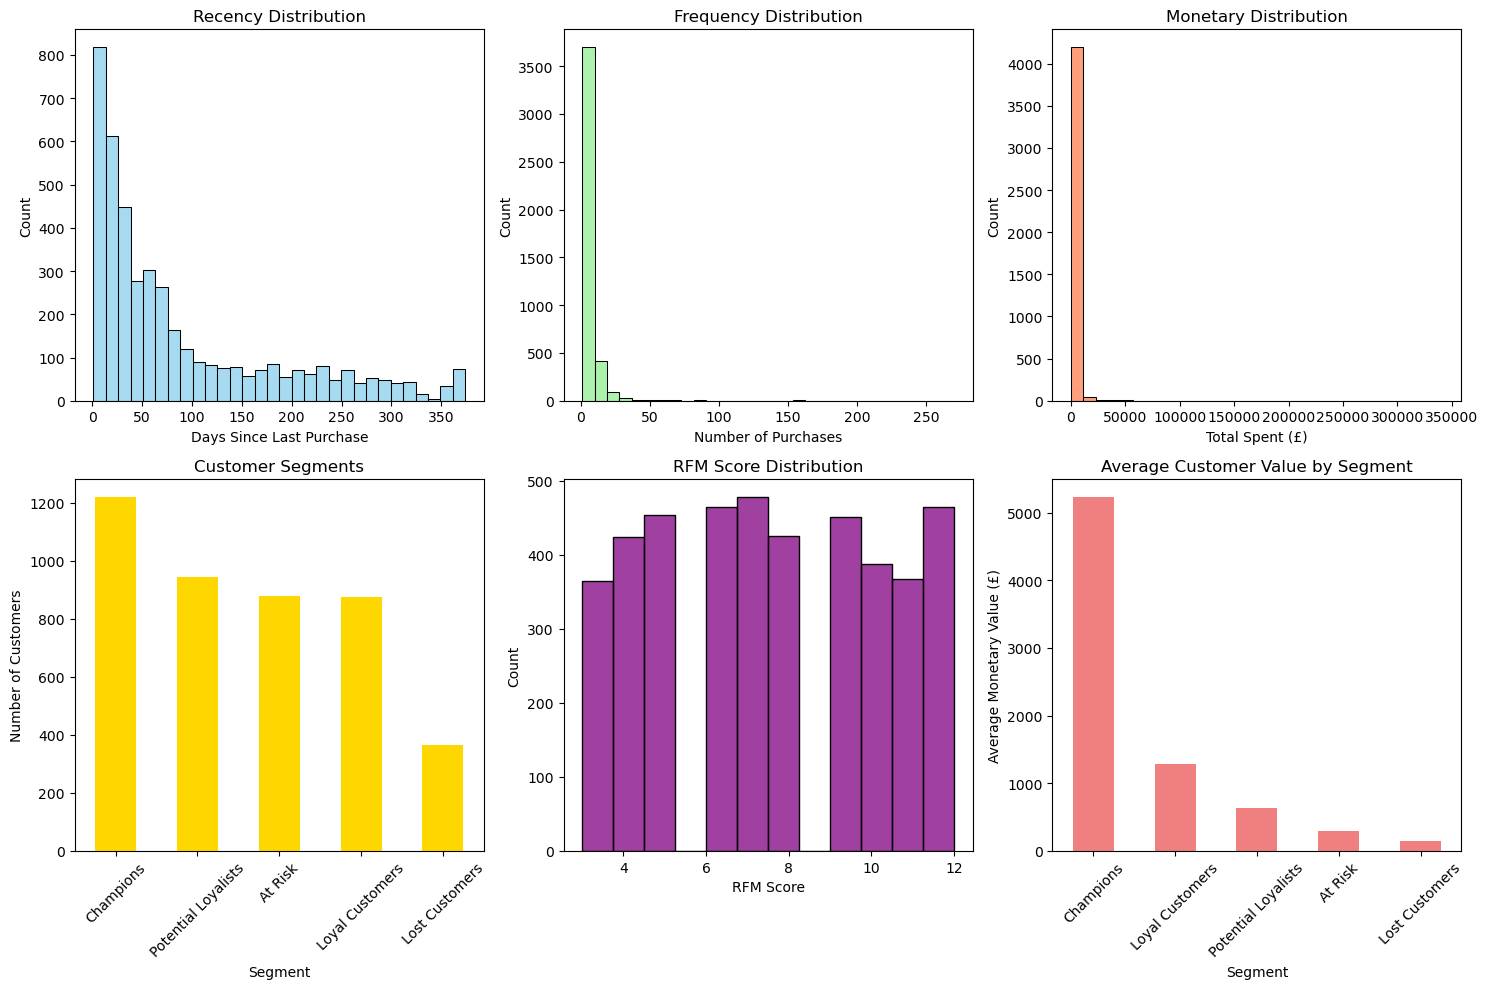 Recency Distribution
Count
800
700
600
500
400
300
200
100
0
0 50 100 150 200 250 300 350
Days Since Last Purchase
Frequency Distribution
Count
3500
3000
2500
2000
1500
1000
500
0
0 50 100 150 200 250
Number of Purchases
Monetary Distribution
Count
4000
3500
3000
2500
2000
1500
1000
500
0
0 50000 100000 150000 200000 250000 300000 350000
Total Spent (£)
Customer Segments
Number of Customers
1200
1000
800
600
400
200
0
Champions
Potential Loyalists
At Risk
Loyal Customers
Lost Customers
Segment
RFM Score Distribution
Count
500
400
300
200
100
0
4 6 8 10 12
RFM Score
Average Customer Value by Segment
Average Monetary Value (£)
5000
4000
3000
2000
1000
0
Champions
Loyal Customers
Potential Loyalists
At Risk
Lost Customers
Segment